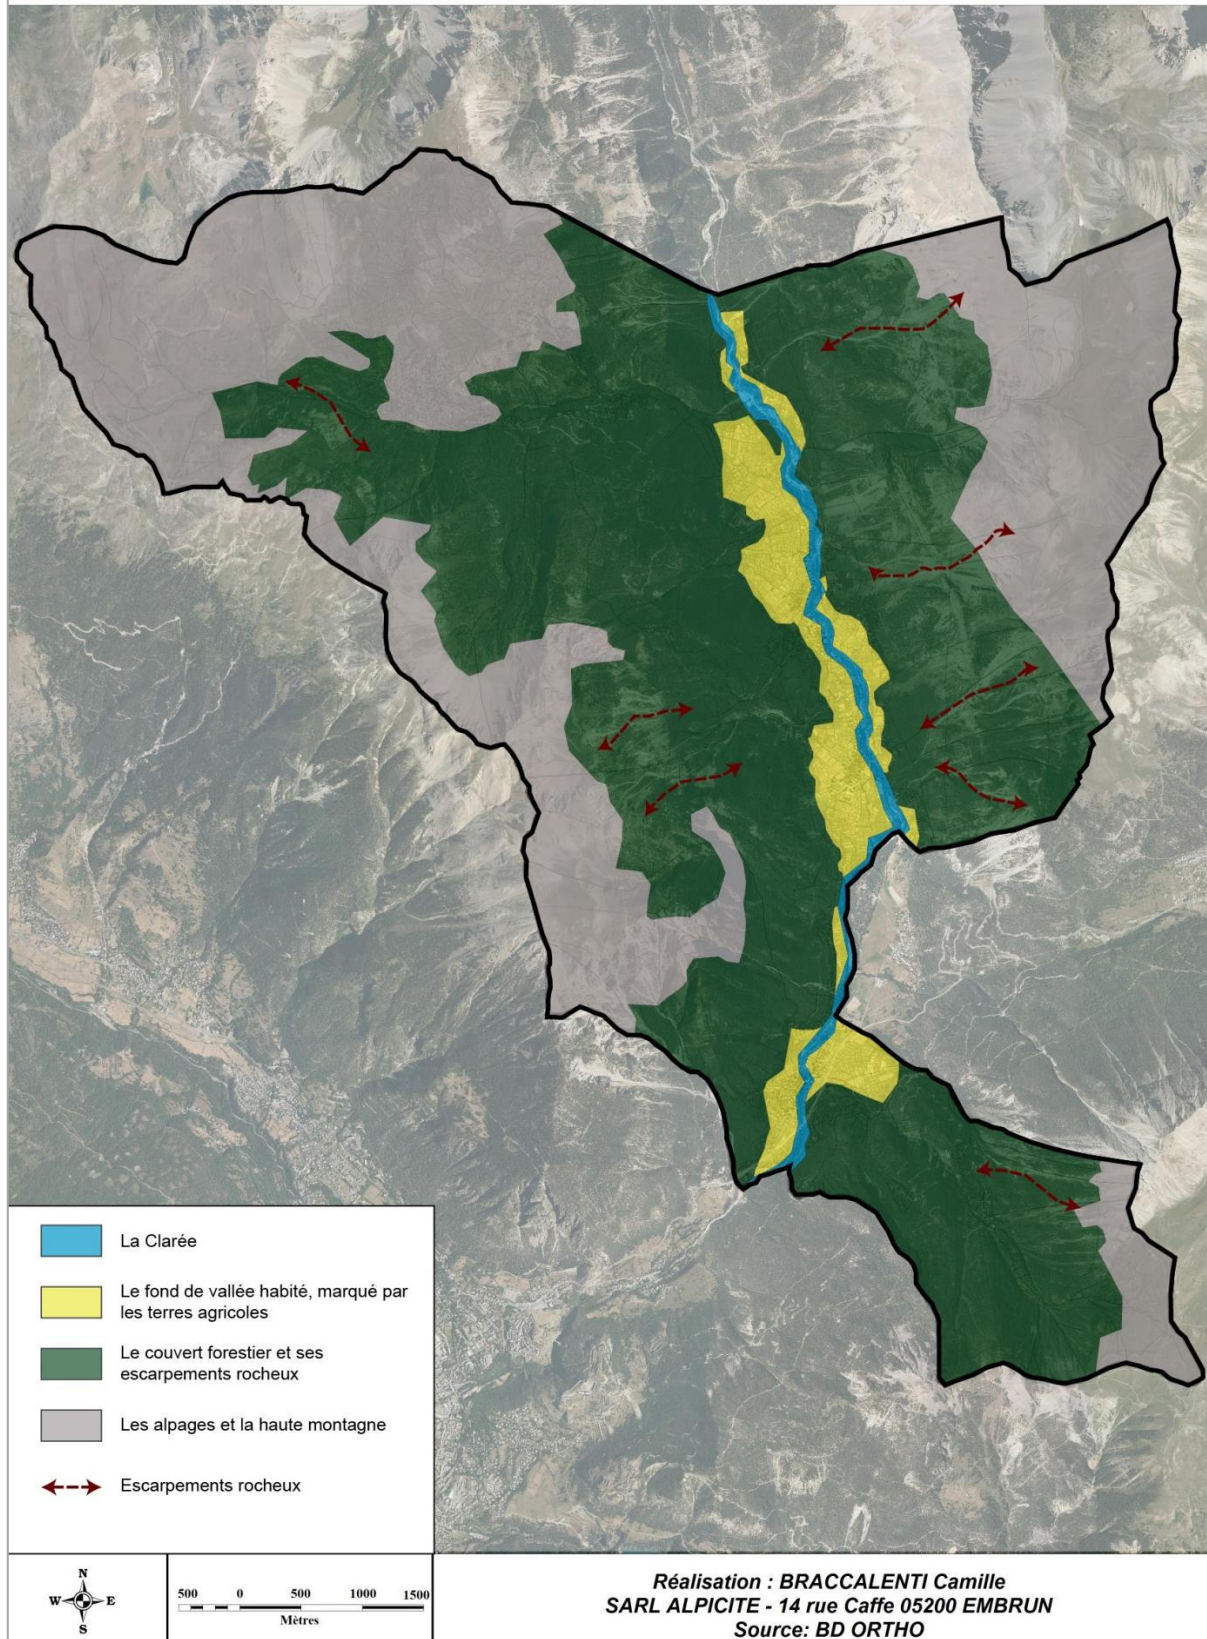 La Clarée
Le fond de vallée habité, marqué par
les terres agricoles
Le couvert forestier et ses
escarpements rocheux
Les alpages et la haute montagne
Escarpements rocheux
N
W E
S
500 0 500 1000 1500
Mètres
Réalisation : BRACCALENTI Camille
SARL ALPICITE - 14 rue Caffe 05200 EMBRUN
Source: BD ORTHO